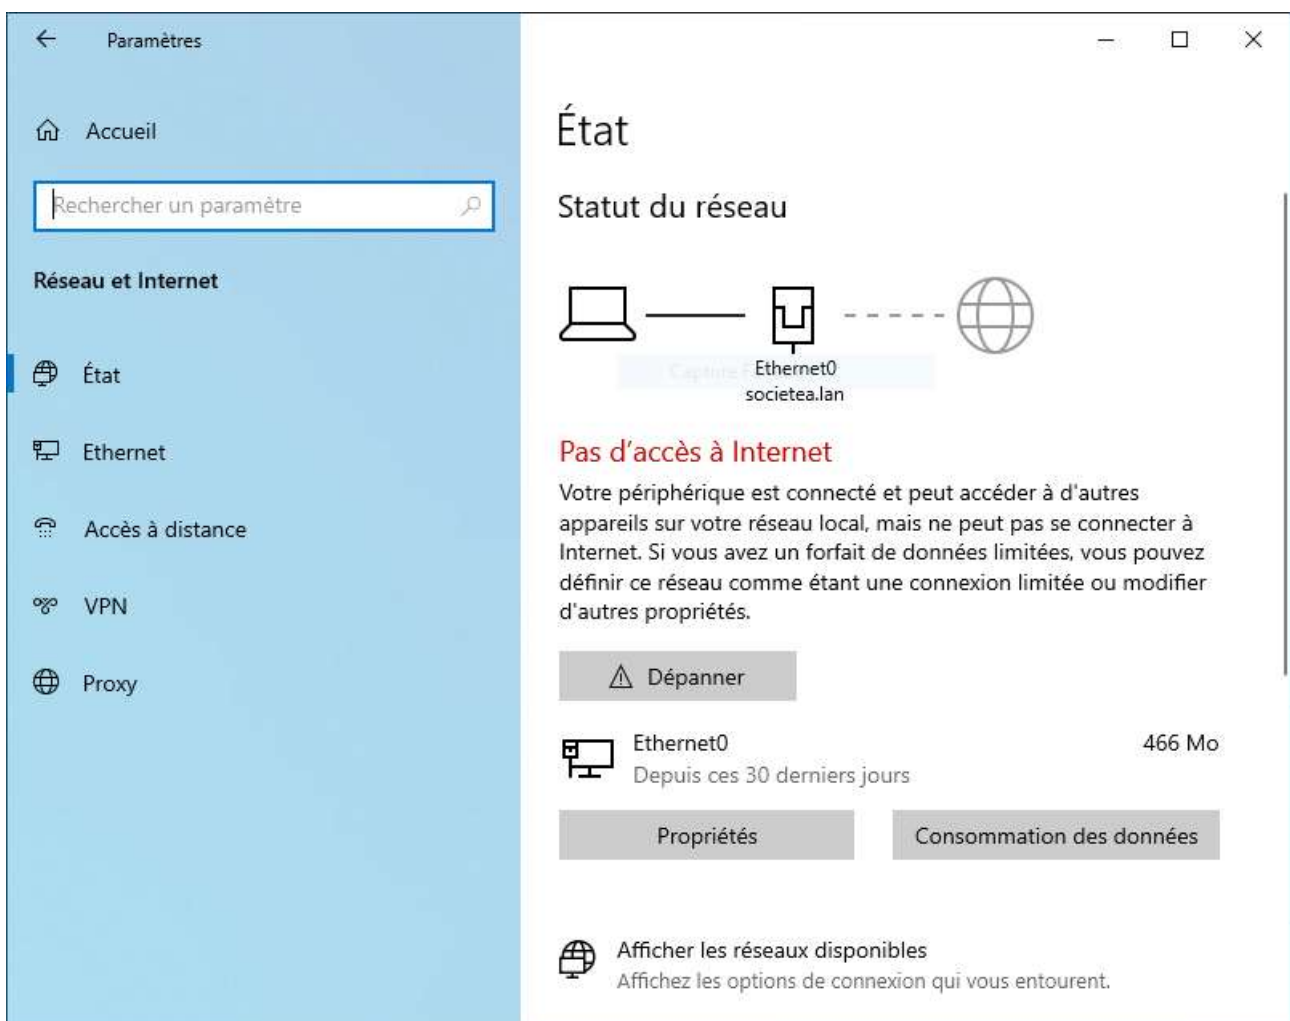 Paramètres
Accueil
Rechercher un paramètre
Réseau et Internet
État
Ethernet
Accès à distance
VPN
Proxy
État
Statut du réseau
Ethernet0
societea.lan
Pas d’accès à Internet
Votre périphérique est connecté et peut accéder à d'autres
appareils sur votre réseau local, mais ne peut pas se connecter à
Internet. Si vous avez un forfait de données limitées, vous pouvez
définir ce réseau comme étant une connexion limitée ou modifier
d'autres propriétés.
Dépanner
Ethernet0
466 Mo
Depuis ces 30 derniers jours
Propriétés
Consommation des données
Afficher les réseaux disponibles
Affichez les options de connexion qui vous entourent.